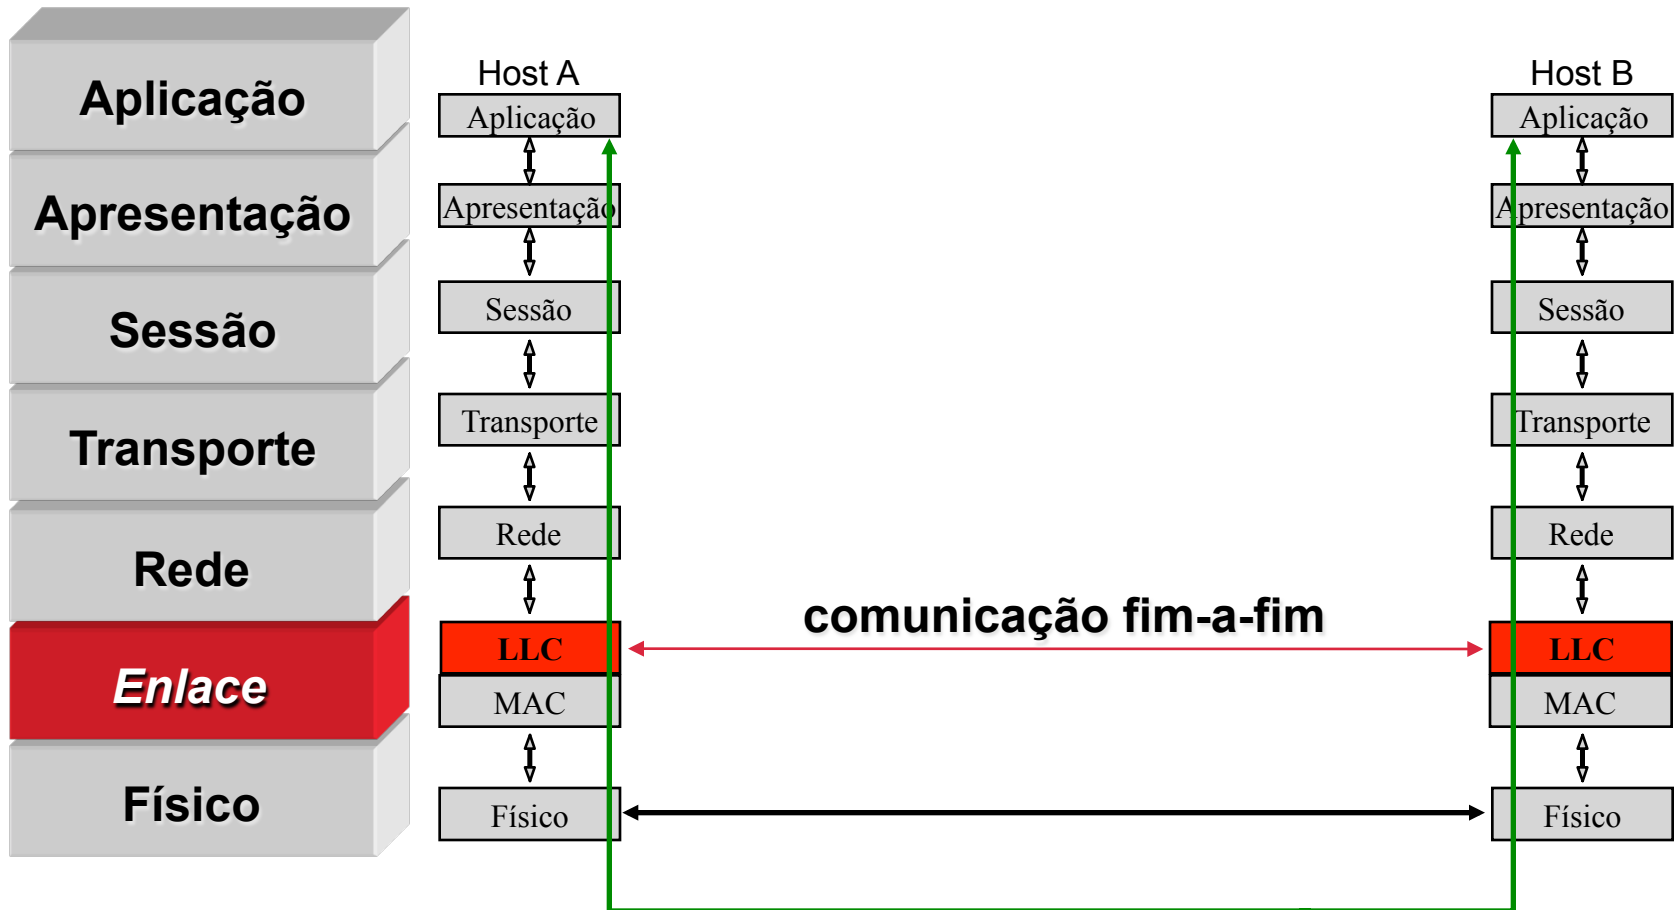 Aplicação
Apresentação
Sessão
Transporte
Rede
Enlace
Físico
Host A
Aplicação
Apresentação
Sessão
Transporte
Rede
LLC
MAC
Físico
comunicação fim-a-fim
Host B
Aplicação
Apresentação
Sessão
Transporte
Rede
LLC
MAC
Físico